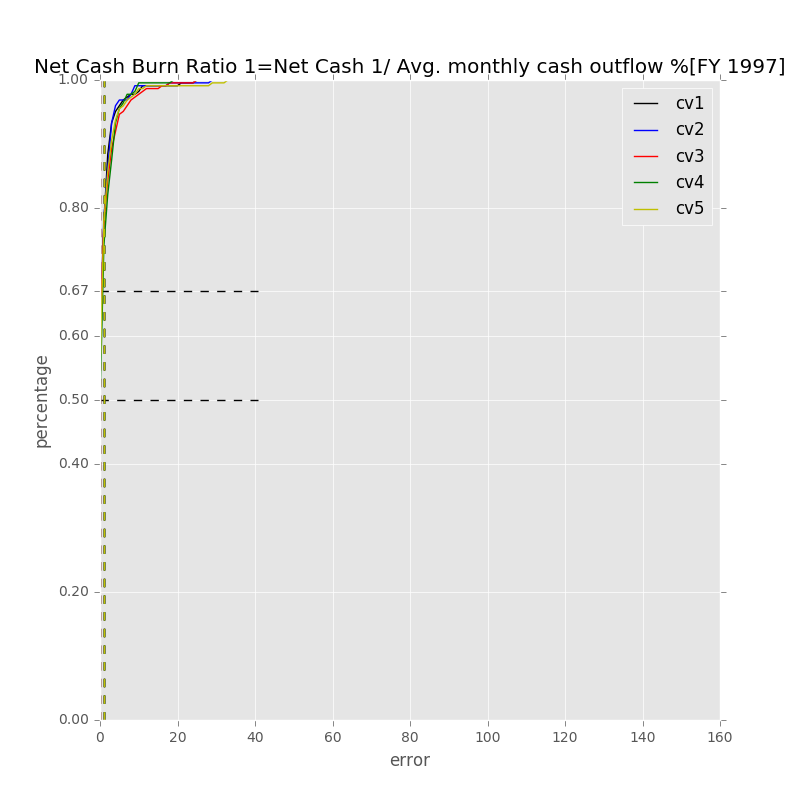 Net Cash Burn Ratio 1=Net Cash 1/ Avg. monthly cash outflow %[FY 1997]
1.00
0.80
0.67
0.60
0.50
0.40
0.20
0.00
percentage
cv1
cv2
cv3
cv4
cv5
0 20 40 60 80 100 120 140 160
error